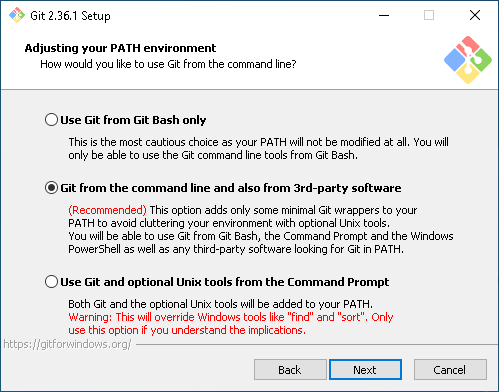 Git 2.36.1 Setup
Adjusting your PATH environment
How would you like to use Git from the command line?
Use Git from Git Bash only
This is the most cautious choice as your PATH will not be modified at all. You will
only be able to use the Git command line tools from Git Bash.
Git from the command line and also from 3rd-party software
(Recommended) This option adds only some minimal Git wrappers to your
PATH to avoid cluttering your environment with optional Unix tools.
You will be able to use Git from Git Bash, the Command Prompt and the Windows
PowerShell as well as any third-party software looking for Git in PATH.
Use Git and optional Unix tools from the Command Prompt
Both Git and the optional Unix tools will be added to your PATH.
Warning: This will override Windows tools like "find" and "sort". Only
use this option if you understand the implications.
https://gitforwindows.org/
Back
Next
Cancel